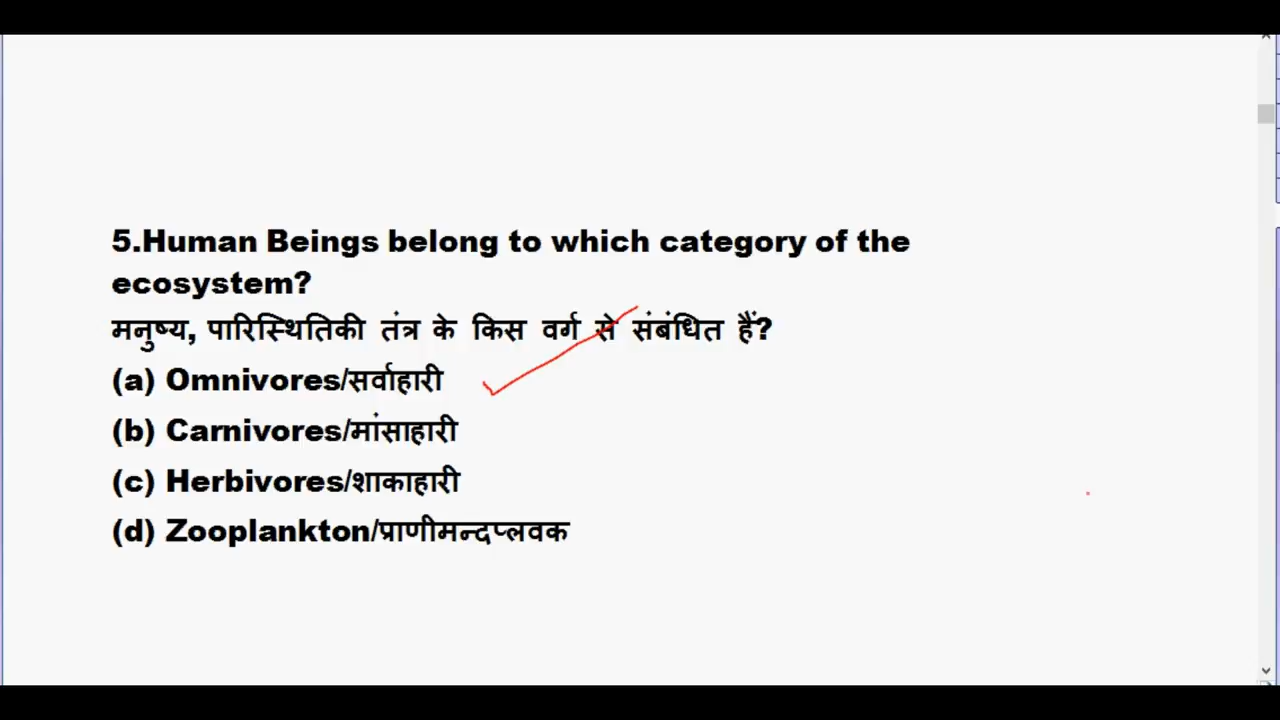 5.Human Beings belong to which category of the
ecosystem?
मनुष्य, पारिस्थितिकी तंत्र के किस वर्ग से संबंधित हैं?
(a) Omnivores/सर्वाहारी
(b) Carnivores/मांसाहारी
(c) Herbivores/शाकाहारी
(d) Zooplankton/प्राणीमन्दप्लवक